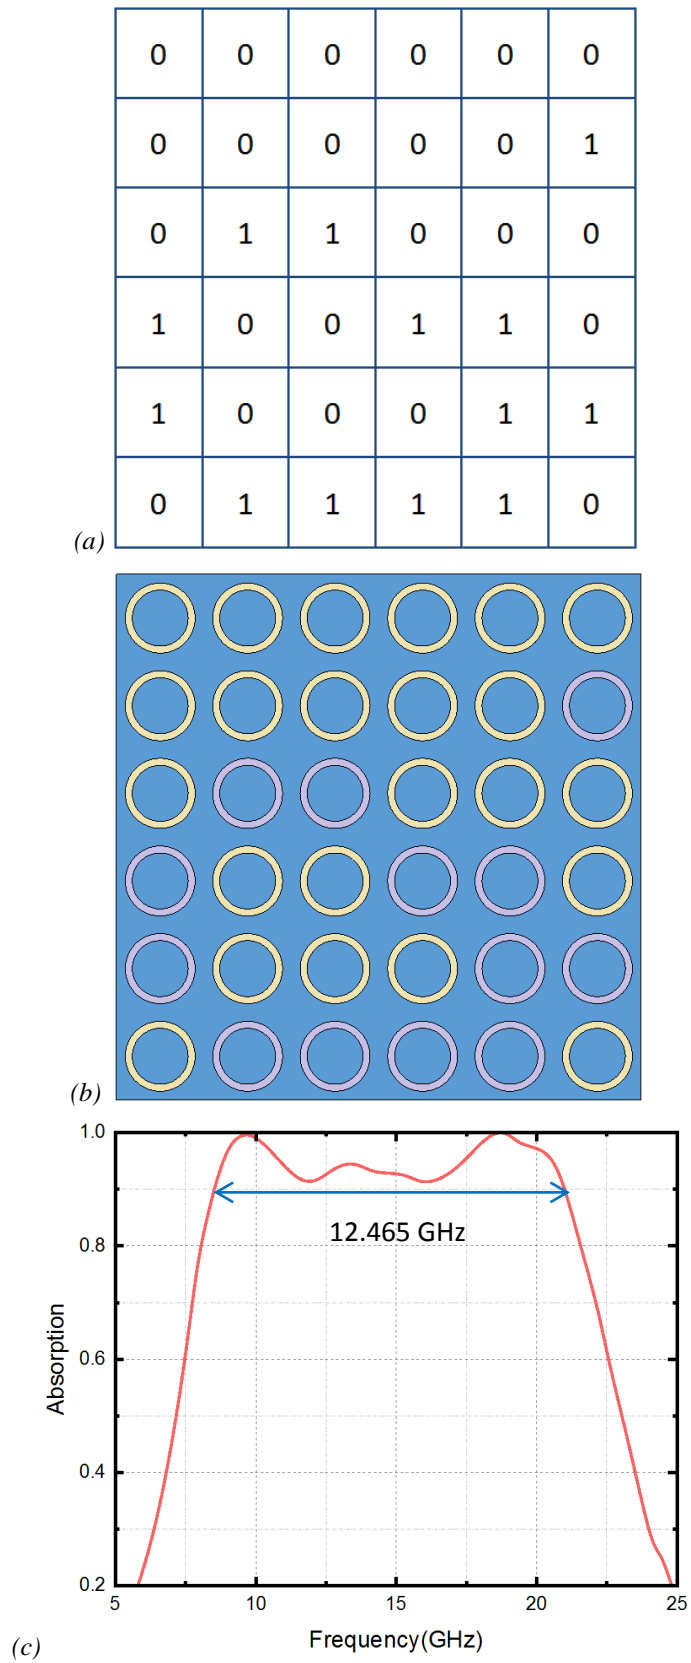 0 0 0 0 0 0
0 0 0 0 0 1
0 1 1 0 0 0
1 0 0 1 1 0
1 0 0 0 1 1
0 1 1 1 1 0
(a)
(b)
1.0
12.465 GHz
0.8
Absorption
0.6
0.4
0.2
5 10 15 20 25
Frequency(GHz)
(c)